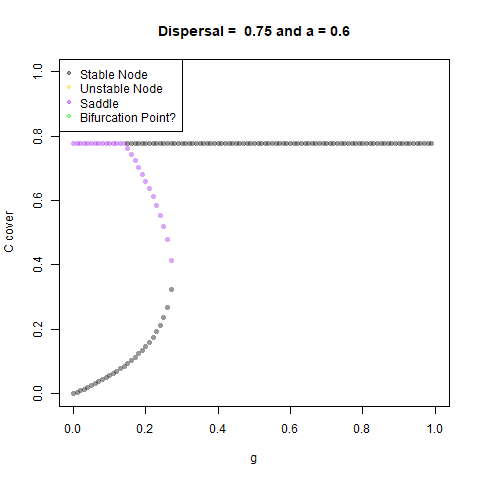 Dispersal =  0.75 and a = 0.6
Stable Node
Unstable Node
Saddle
Bifurcation Point?
C cover
1.0
0.8
0.6
0.4
0.2
0.0
0.0 0.2 0.4 0.6 0.8 1.0
g